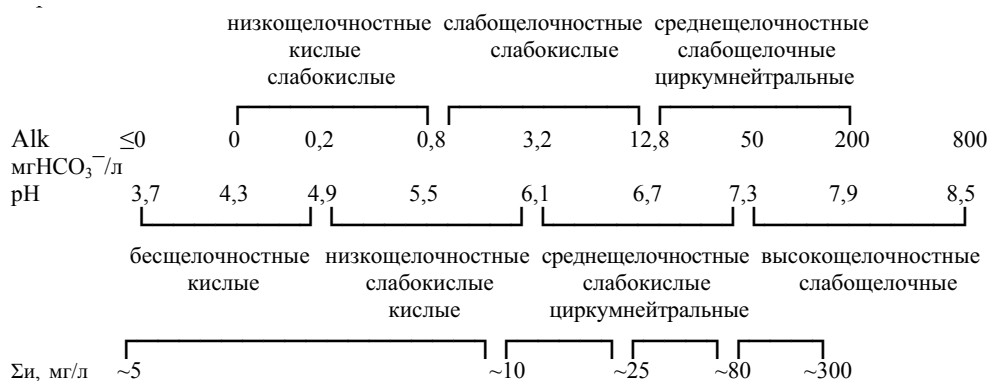 низкощелочностные слабощелочностные среднещелочностные
кислые слабокислые слабощелочные
слабокислые циркумнейтральные
Alk ≤0 0 0,2 0,8 3,2 12,8 50 200 800
мгHCO₃⁻/л
pH 3,7 4,3 4,9 5,5 6,1 6,7 7,3 7,9 8,5
бесщелочностные низкощелочностные среднещелочностные высокощелочностные
кислые слабокислые слабокислые слабощелочные
кислые циркумнейтральные
Σи, мг/л ~5 ~10 ~25 ~80 ~300